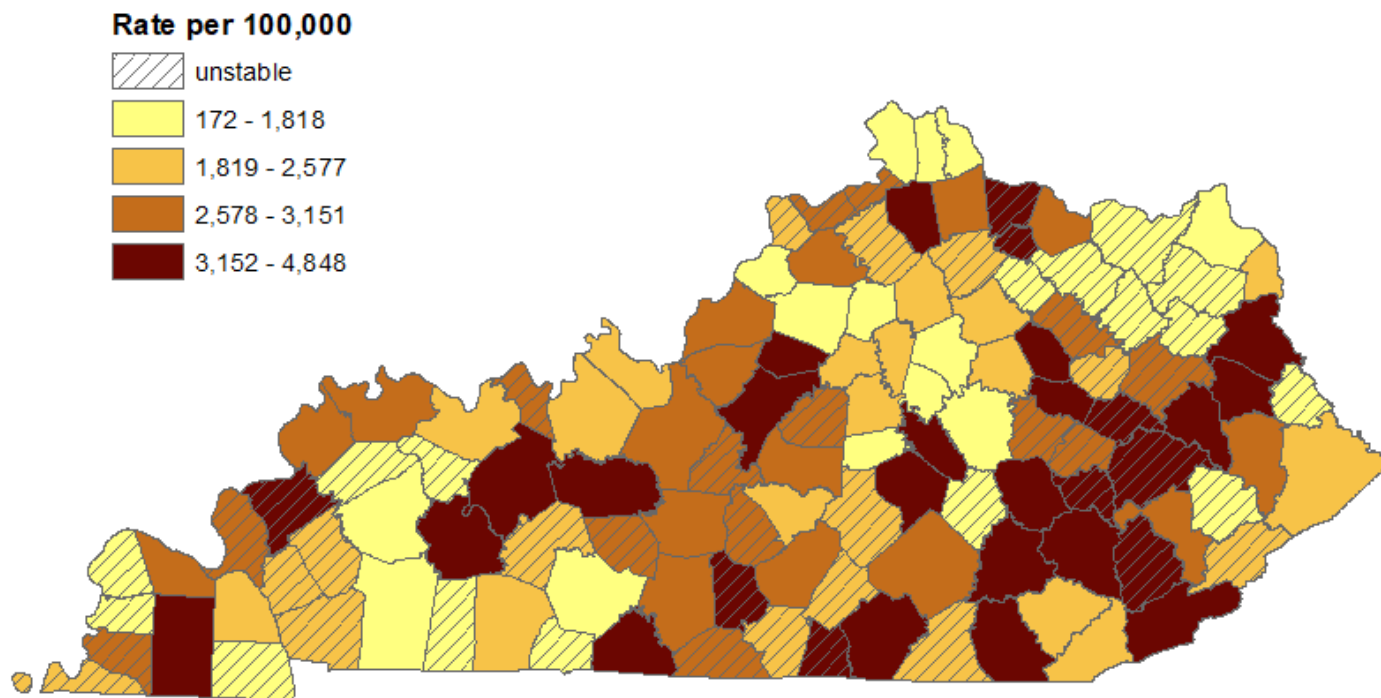 Rate per 100,000
unstable
172 - 1,818
1,819 - 2,577
2,578 - 3,151
3,152 - 4,848